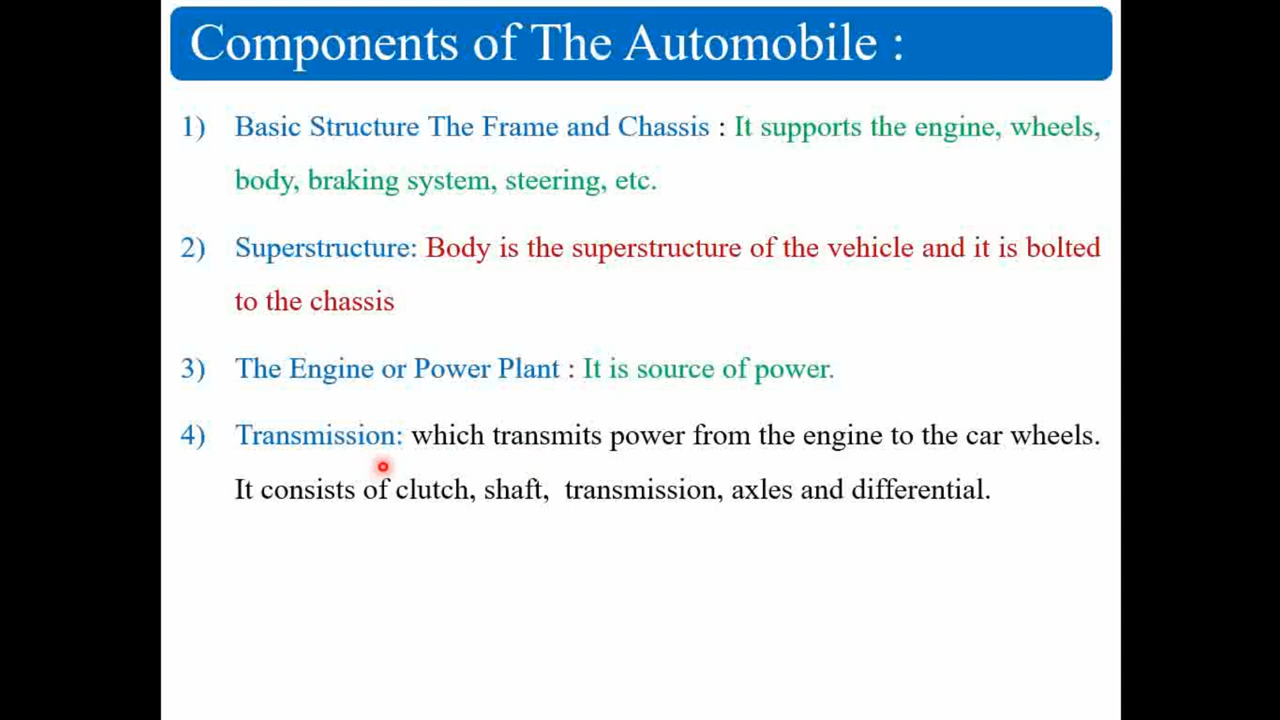 Components of The Automobile :
1) Basic Structure The Frame and Chassis : It supports the engine, wheels,
body, braking system, steering, etc.
2) Superstructure: Body is the superstructure of the vehicle and it is bolted
to the chassis
3) The Engine or Power Plant : It is source of power.
4) Transmission: which transmits power from the engine to the car wheels.
It consists of clutch, shaft, transmission, axles and differential.